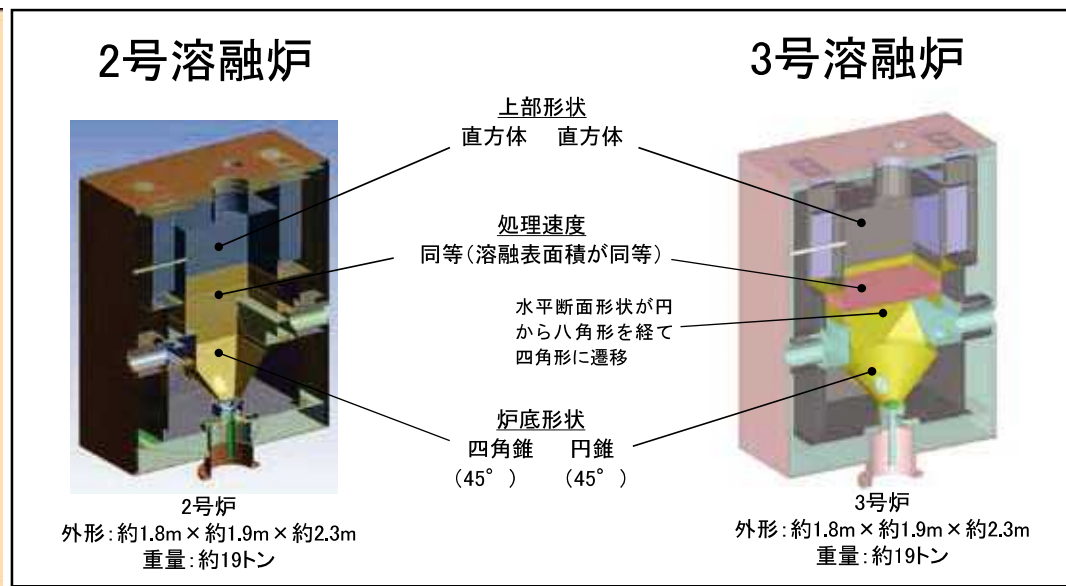 2号溶融炉
3号溶融炉
上部形状
直方体 直方体
処理速度
同等(溶融表面積が同等)
水平断面形状が円
から八角形を経て
四角形に遷移
炉底形状
四角錐 円錐
(45°) (45°)
2号炉
外形:約1.8m×約1.9m×約2.3m
重量:約19トン
3号炉
外形:約1.8m×約1.9m×約2.3m
重量:約19トン